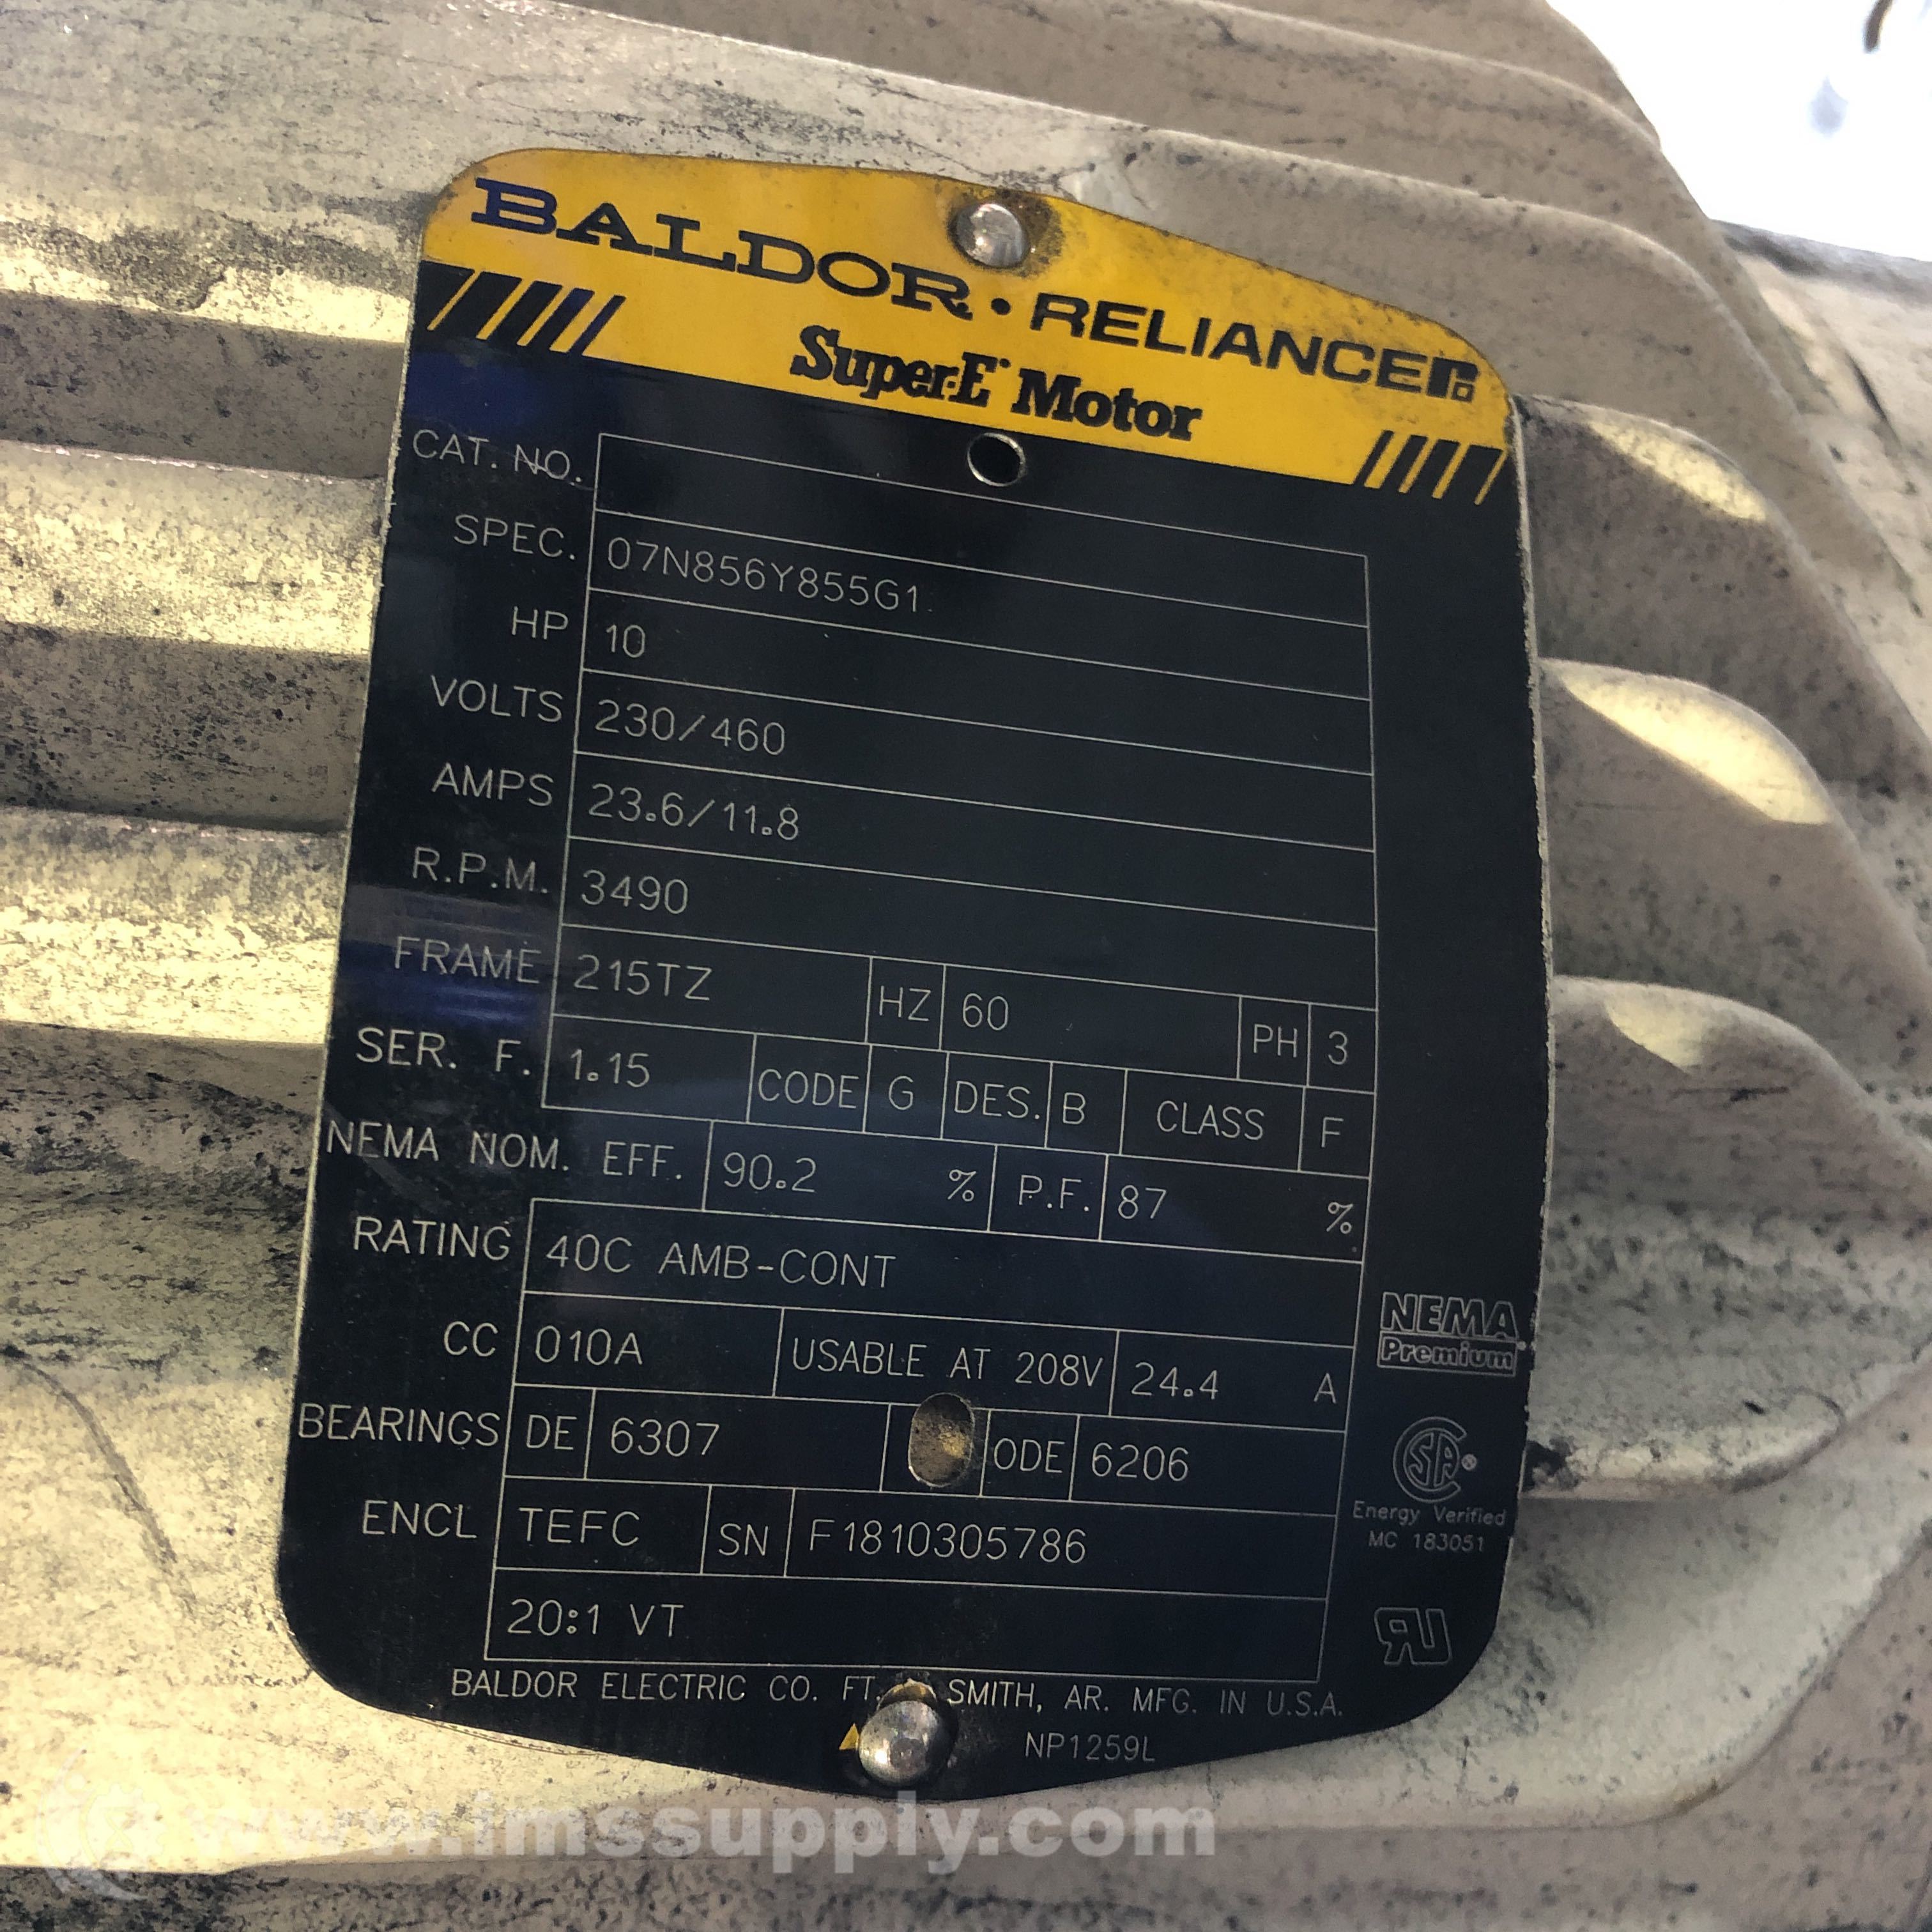 BALDOR • RELIANCER
Super-E® Motor
CAT. NO.
SPEC. 07N856Y855G1
HP 10
VOLTS 230/460
AMPS 23.6/11.8
R.P.M. 3490
FRAME 215TZ HZ 60 PH 3
SER. F. 1.15 CODE G DES. B CLASS F
NEMA NOM. EFF. 90.2 % P.F. 87 %
RATING 40C AMB-CONT
CC 010A USABLE AT 208V 24.4 A
BEARINGS DE 6307 ODE 6206
ENCL TEFC SN F1810305786
20:1 VT
NEMA
Premium
SA®
Energy Verified
MC 183051
RU
BALDOR ELECTRIC CO. FT. SMITH, AR. MFG. IN U.S.A.
NP1259L
www.imssupply.com